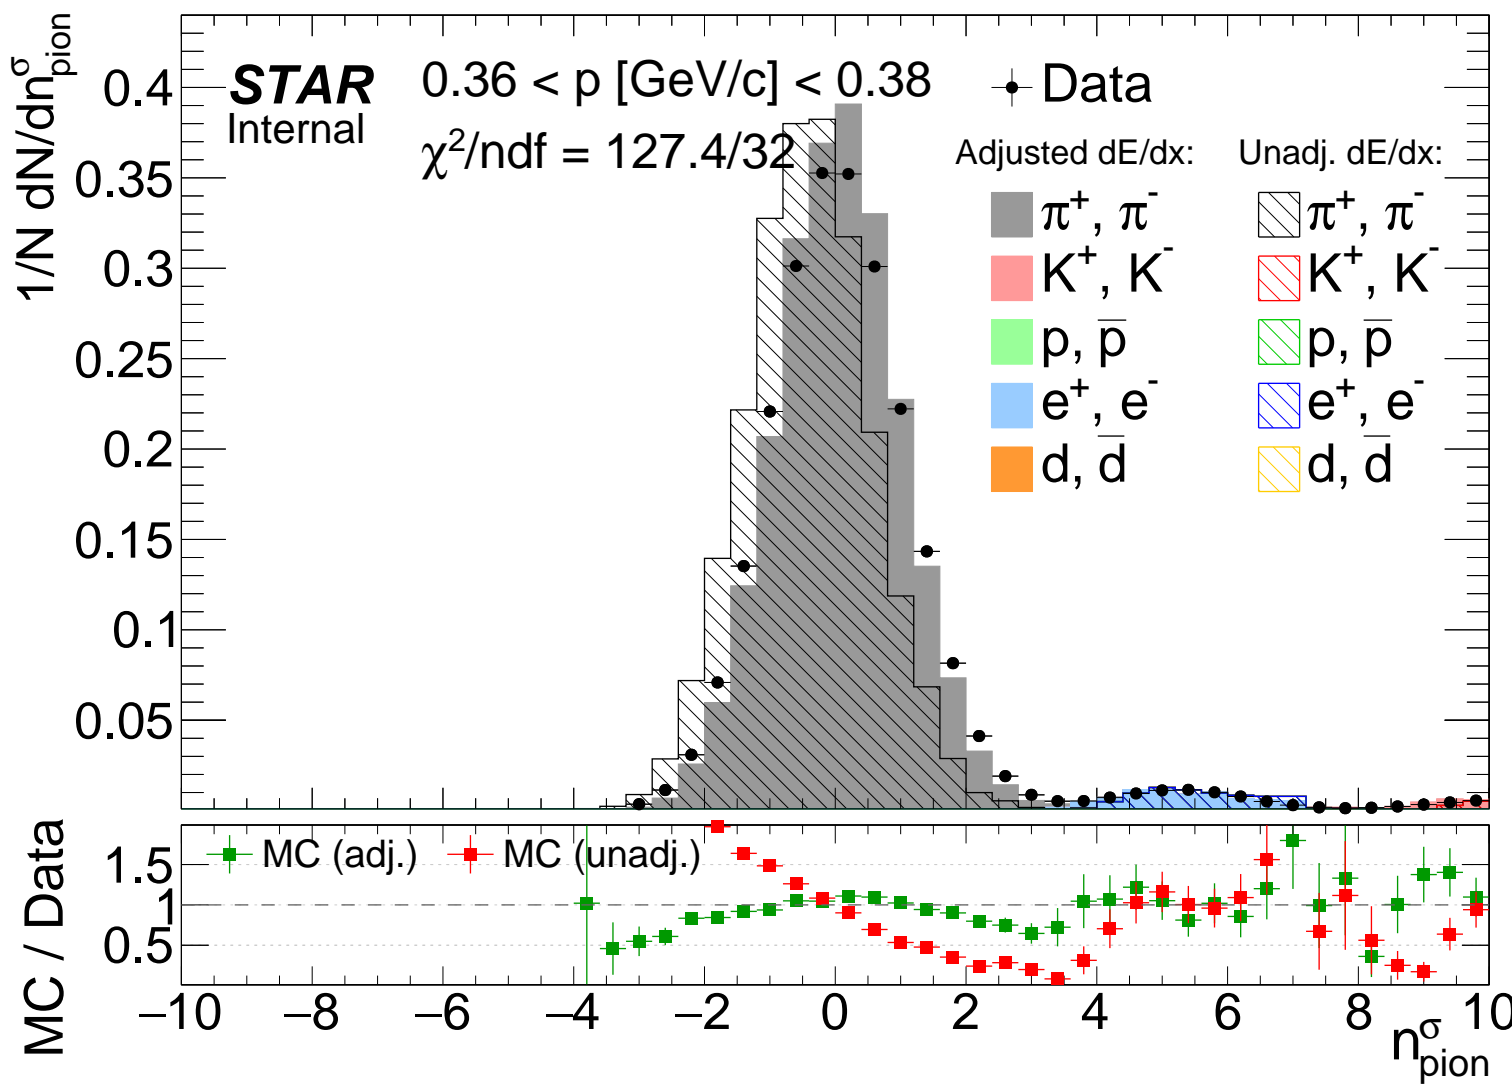 1/N dN/dn^σ_pion
0.4
0.35
0.3
0.25
0.2
0.15
0.1
0.05
STAR
Internal
0.36 < p [GeV/c] < 0.38
χ²/ndf = 127.4/32
Data
Adjusted dE/dx: Unadj. dE/dx:
π⁺, π⁻ π⁺, π⁻
K⁺, K⁻ K⁺, K⁻
p, p̅ p, p̅
e⁺, e⁻ e⁺, e⁻
d, d̅ d, d̅
MC / Data
1.5
1
0.5
MC (adj.) MC (unadj.)
−10 −8 −6 −4 −2 0 2 4 6 8 10
n^σ_pion